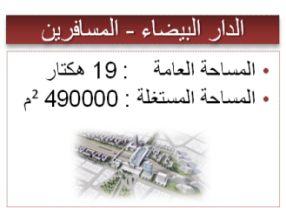 الدار البيضاء - المسافرين
• المساحة العامة : 19 هكتار
• المساحة المستغلة : 490000 م²